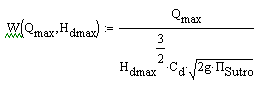 W(Qmax,Hdmax) := Qmax / (Hdmax^(3/2)·Cd·√(2g·ΠSutro))